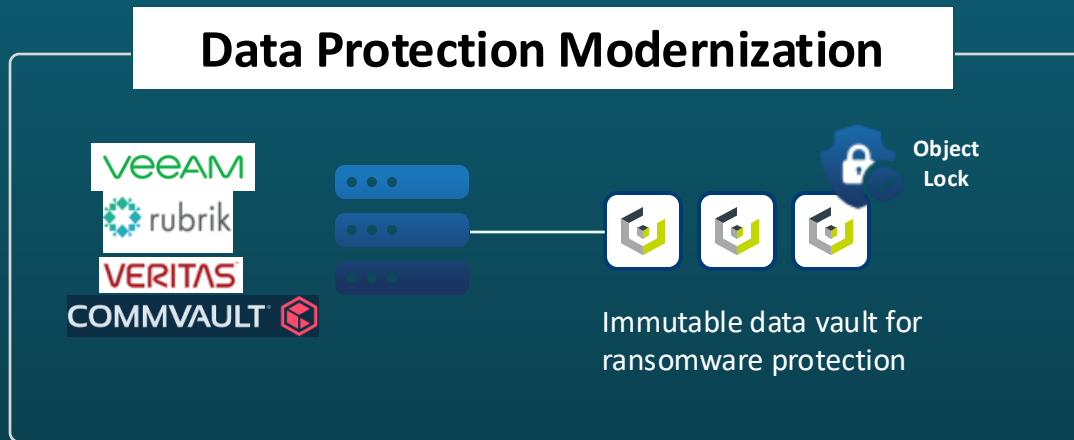 Data Protection Modernization
VEEAM
rubrik
VERITAS
COMMVAULT
Object
Lock
Immutable data vault for
ransomware protection